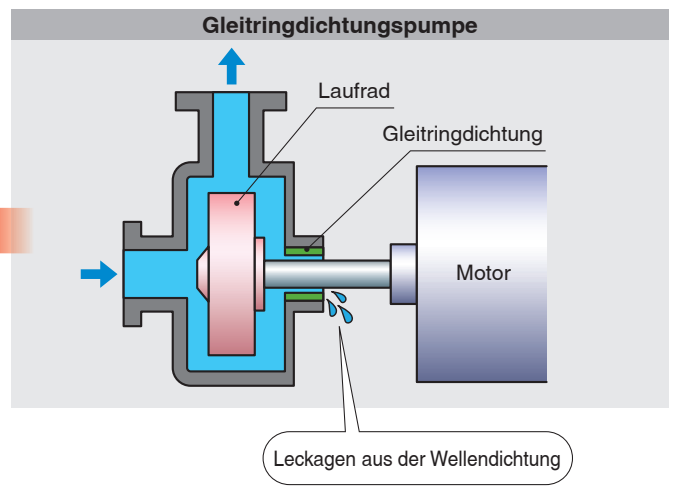 Gleitringdichtungspumpe
Laufrad
Gleitringdichtung
Motor
Leckagen aus der Wellendichtung